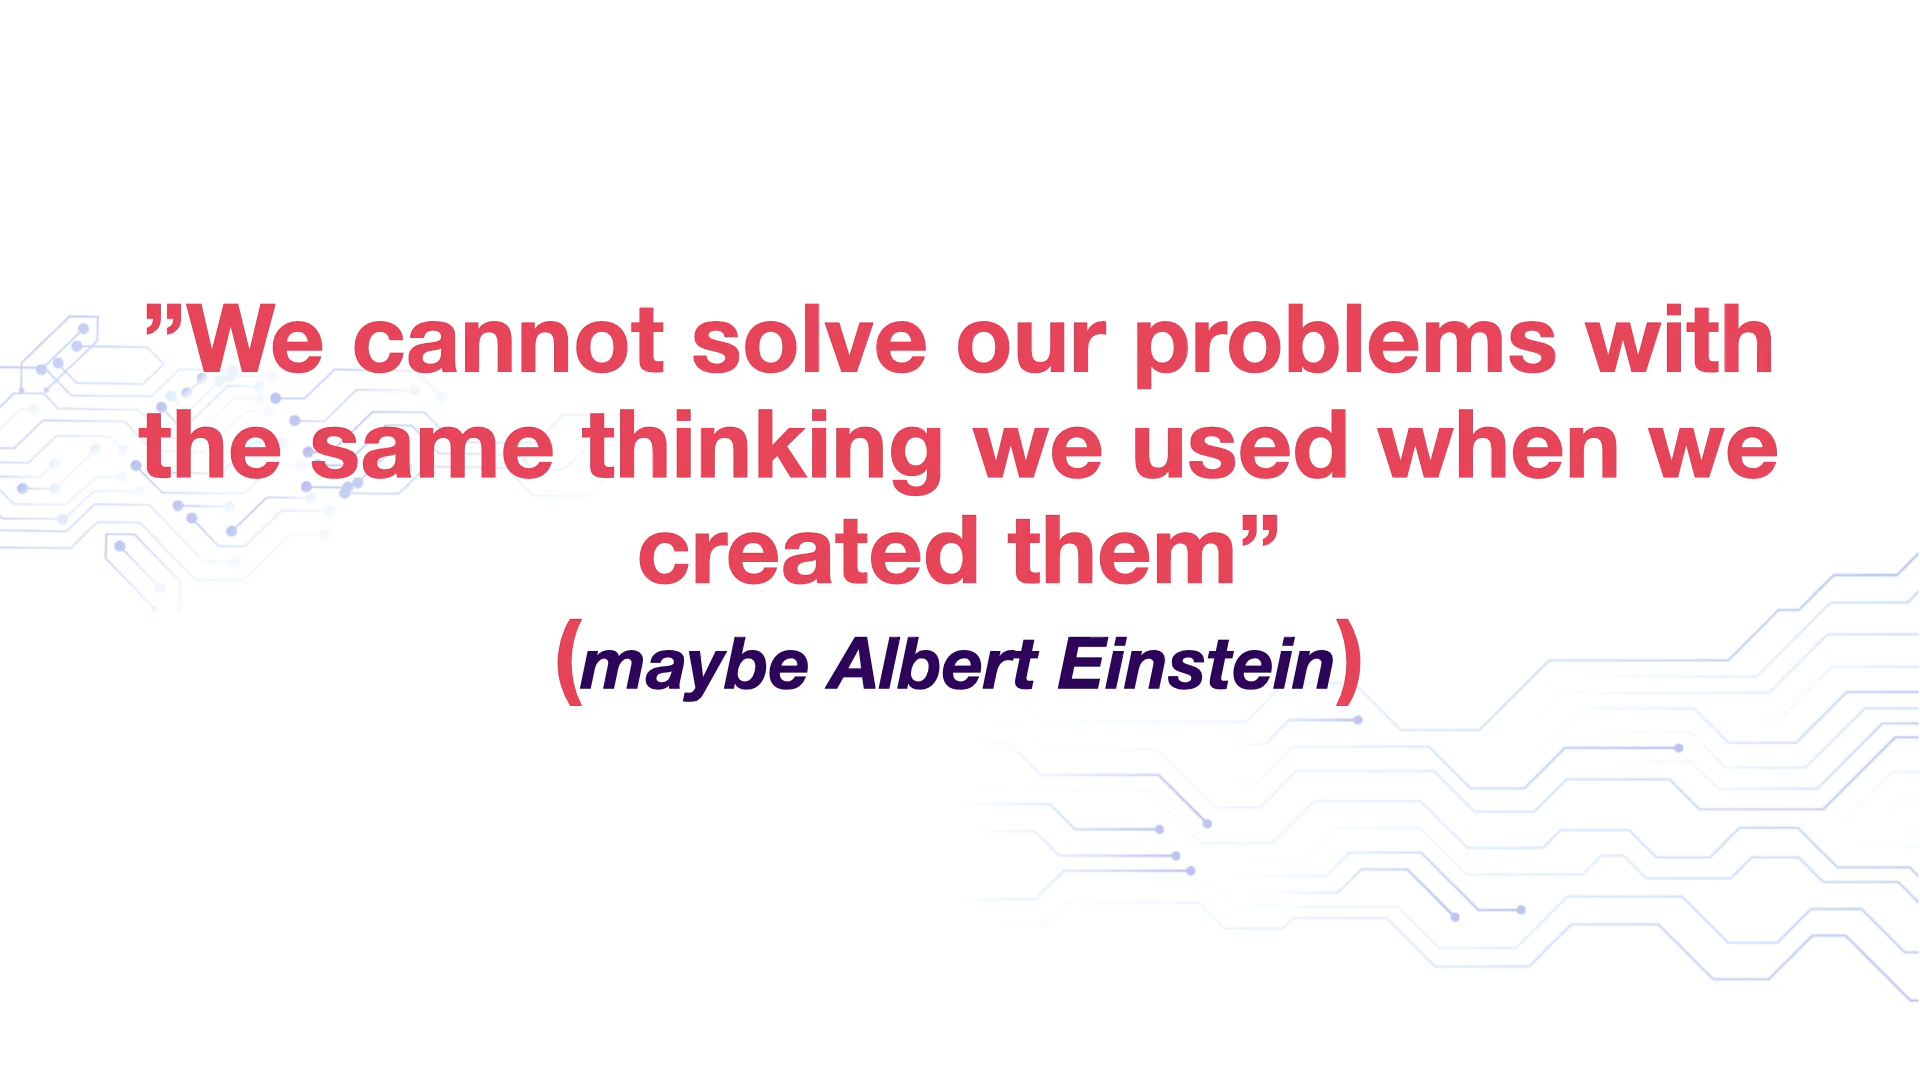 ”We cannot solve our problems with
the same thinking we used when we
created them”
(maybe Albert Einstein)